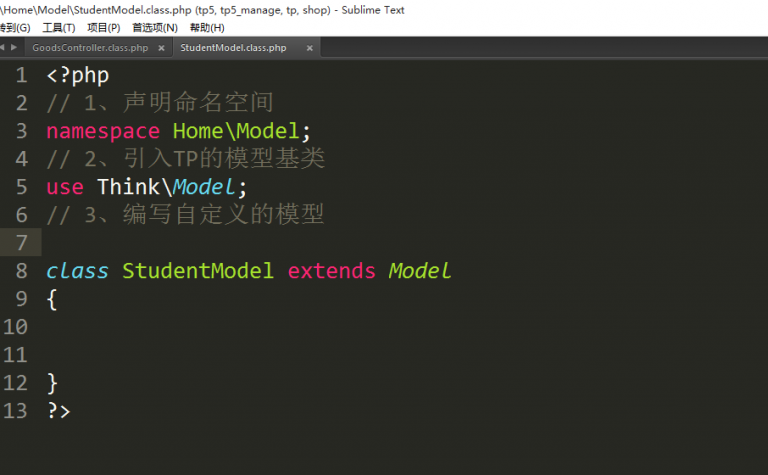 \Home\Model\StudentModel.class.php (tp5, tp5_manage, tp, shop) - Sublime Text
转到(G) 工具(T) 项目(P) 首选项(N) 帮助(H)
GoodsController.class.php × StudentModel.class.php ×
1 <?php
2 // 1、声明命名空间
3 namespace Home\Model;
4 // 2、引入TP的模型基类
5 use Think\Model;
6 // 3、编写自定义的模型
7
8 class StudentModel extends Model
9 {
10
11
12 }
13 ?>